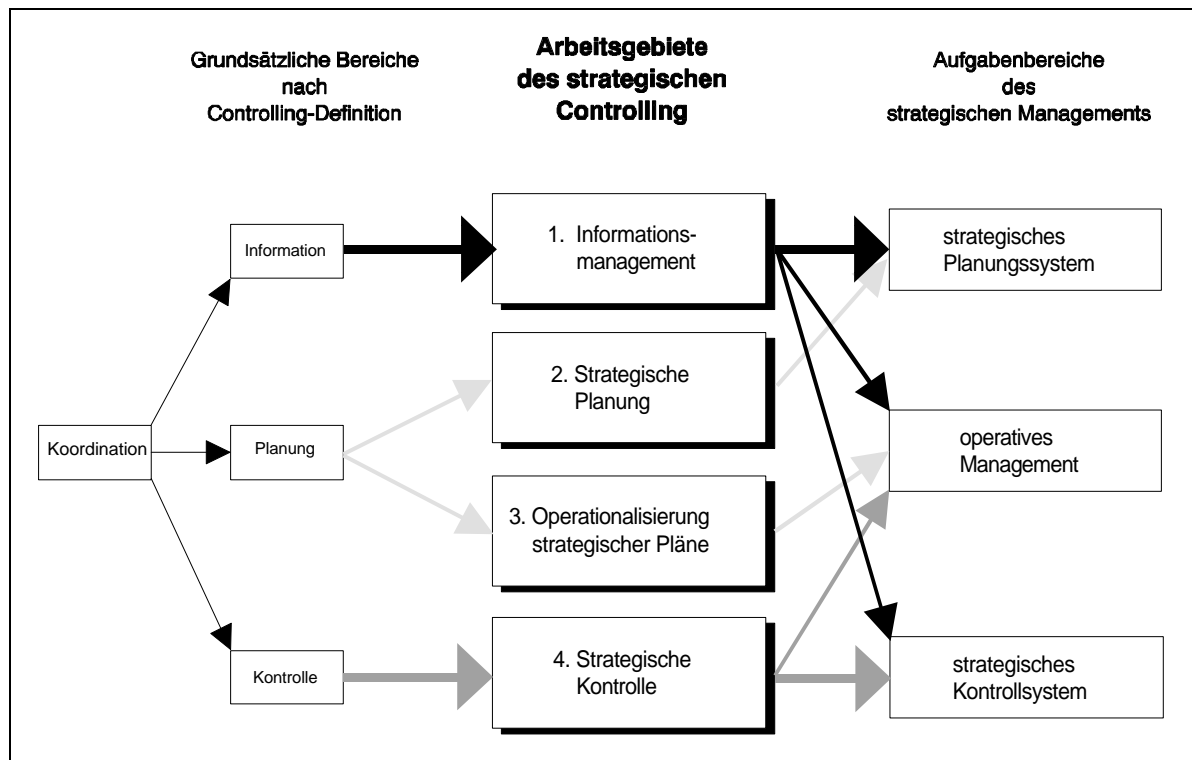 Grundsätzliche Bereiche
nach
Controlling-Definition
Arbeitsgebiete
des strategischen
Controlling
Aufgabenbereiche
des
strategischen Managements
Koordination
Information
Planung
Kontrolle
1. Informations-
management
2. Strategische
Planung
3. Operationalisierung
strategischer Pläne
4. Strategische
Kontrolle
strategisches
Planungssystem
operatives
Management
strategisches
Kontrollsystem